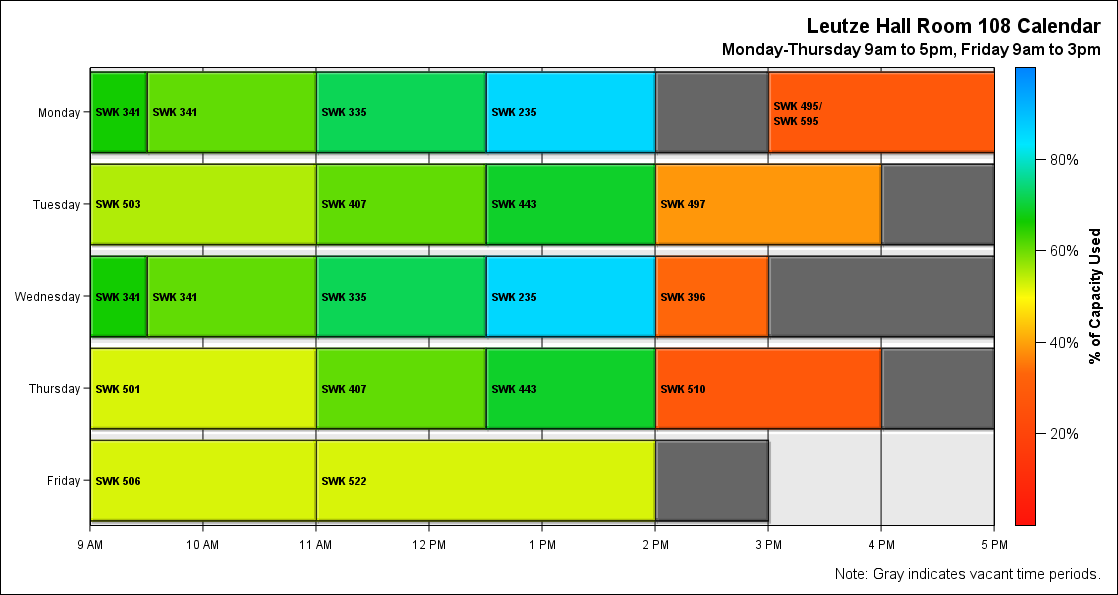 Leutze Hall Room 108 Calendar
Monday-Thursday 9am to 5pm, Friday 9am to 3pm
Monday
SWK 341
SWK 341
SWK 335
SWK 235
SWK 495/
SWK 595
Tuesday
SWK 503
SWK 407
SWK 443
SWK 497
Wednesday
SWK 341
SWK 341
SWK 335
SWK 235
SWK 396
Thursday
SWK 501
SWK 407
SWK 443
SWK 510
Friday
SWK 506
SWK 522
9 AM
10 AM
11 AM
12 PM
1 PM
2 PM
3 PM
4 PM
5 PM
80%
60%
40%
20%
% of Capacity Used
Note: Gray indicates vacant time periods.